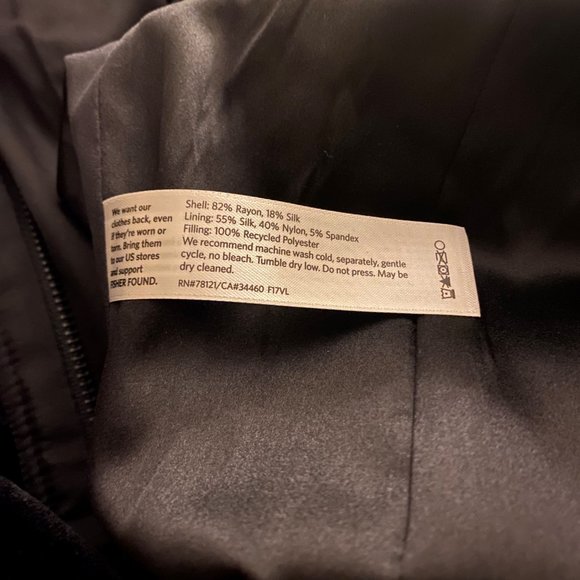 We want our
clothes back, even
if they're worn or
torn. Bring them
to our US stores
and support
FISHER FOUND.
Shell: 82% Rayon, 18% Silk
Lining: 55% Silk, 40% Nylon, 5% Spandex
Filling: 100% Recycled Polyester
We recommend machine wash cold, separately, gentle
cycle, no bleach. Tumble dry low. Do not press. May be
dry cleaned.
RN#78121/CA#34460 F17VL